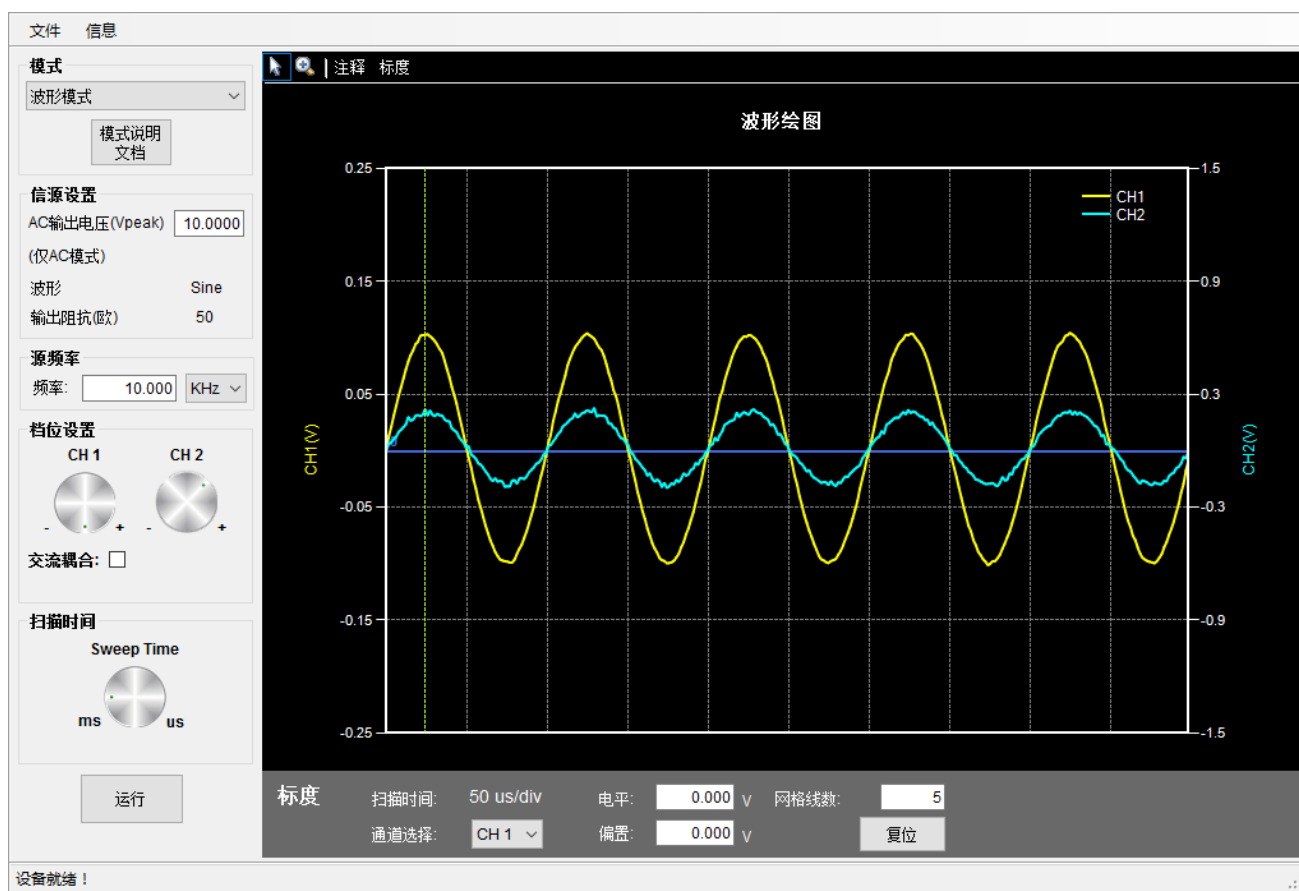 文件 信息
模式
波形模式
模式说明
文档
信源设置
AC输出电压(Vpeak) 10.0000
(仅AC模式)
波形 Sine
输出阻抗(欧) 50
源频率
频率: 10.000 KHz
档位设置
CH 1 CH 2
- + - +
交流耦合:
扫描时间
Sweep Time
ms us
运行
注释 标度
波形绘图
0.25 1.5
CH1
CH2
0.15 0.9
0.05 0.3
CH1(V) CH2(V)
-0.05 -0.3
-0.15 -0.9
-0.25 -1.5
标度 扫描时间: 50 us/div 电平: 0.000 V 网格线数: 5
通道选择: CH 1 偏置: 0.000 V 复位
设备就绪！